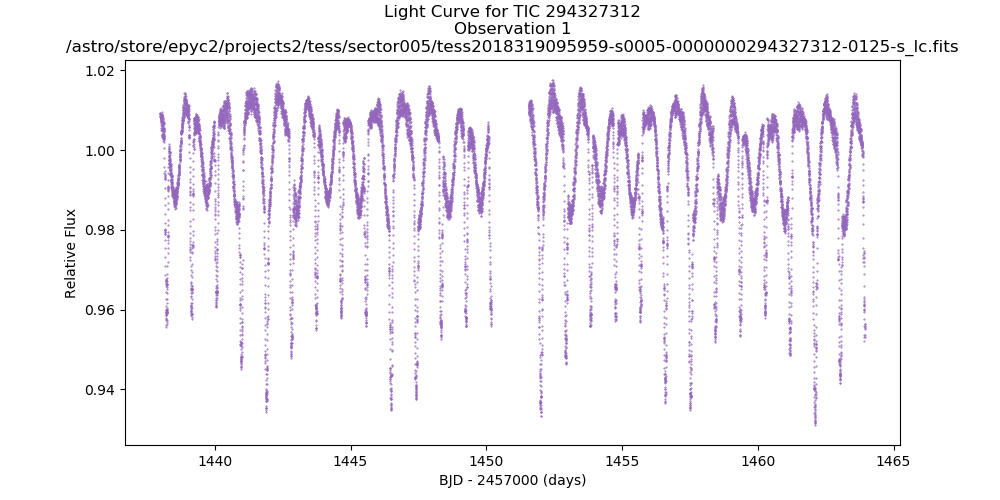 Light Curve for TIC 294327312
Observation 1
/astro/store/epyc2/projects2/tess/sector005/tess2018319095959-s0005-0000000294327312-0125-s_lc.fits
1.02
1.00
0.98
0.96
0.94
Relative Flux
1440
1445
1450
1455
1460
1465
BJD - 2457000 (days)